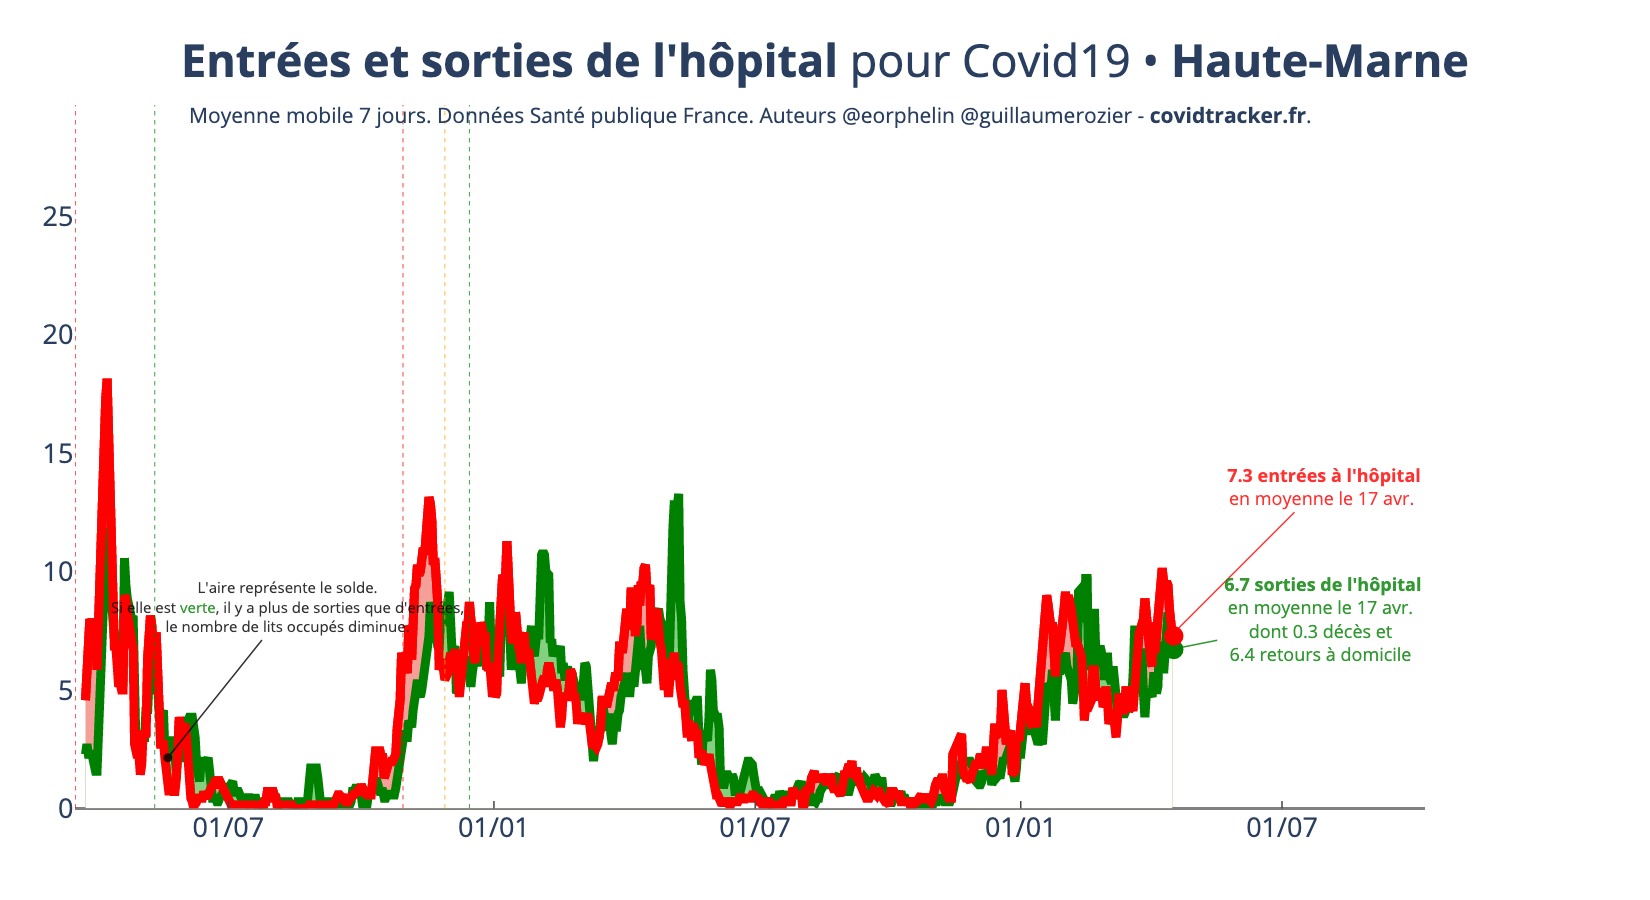 Entrées et sorties de l'hôpital pour Covid19 • Haute-Marne
Moyenne mobile 7 jours. Données Santé publique France. Auteurs @eorphelin @guillaumerozier - covidtracker.fr.
25
20
15
10
5
0
L'aire représente le solde.
Si elle est verte, il y a plus de sorties que d'entrées,
le nombre de lits occupés diminue.
7.3 entrées à l'hôpital
en moyenne le 17 avr.
6.7 sorties de l'hôpital
en moyenne le 17 avr.
dont 0.3 décès et
6.4 retours à domicile
01/07 01/01 01/07 01/01 01/07